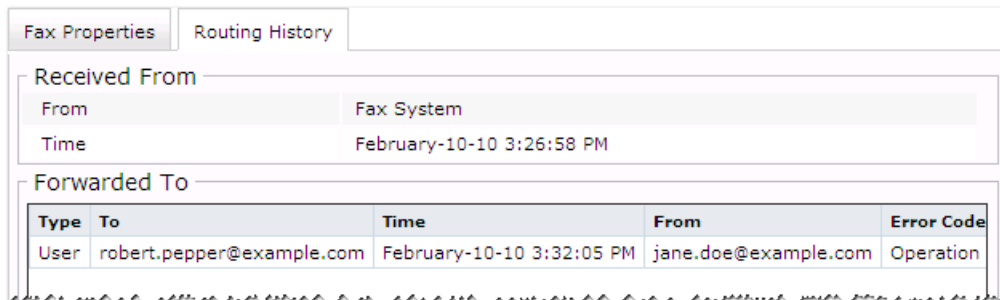 Fax Properties Routing History
Received From
From Fax System
Time February-10-10 3:26:58 PM
Forwarded To
Type To Time From Error Code
User robert.pepper@example.com February-10-10 3:32:05 PM jane.doe@example.com Operation